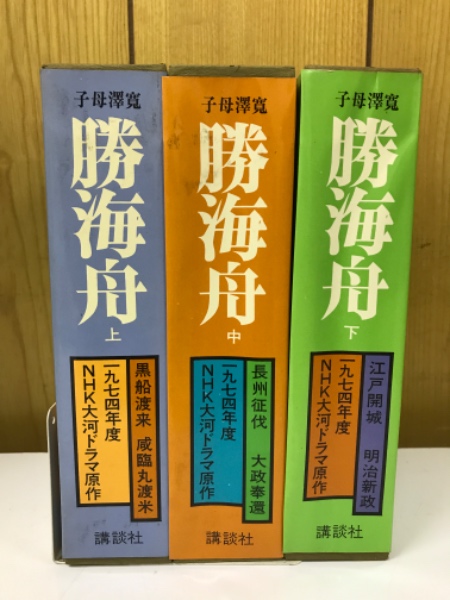 子母澤寛
勝海舟
上
黒船渡来 咸臨丸渡米
一九七四年度
NHK大河ドラマ原作
講談社
子母澤寛
勝海舟
中
長州征伐 大政奉還
一九七四年度
NHK大河ドラマ原作
講談社
子母澤寛
勝海舟
下
江戸開城 明治新政
一九七四年度
NHK大河ドラマ原作
講談社